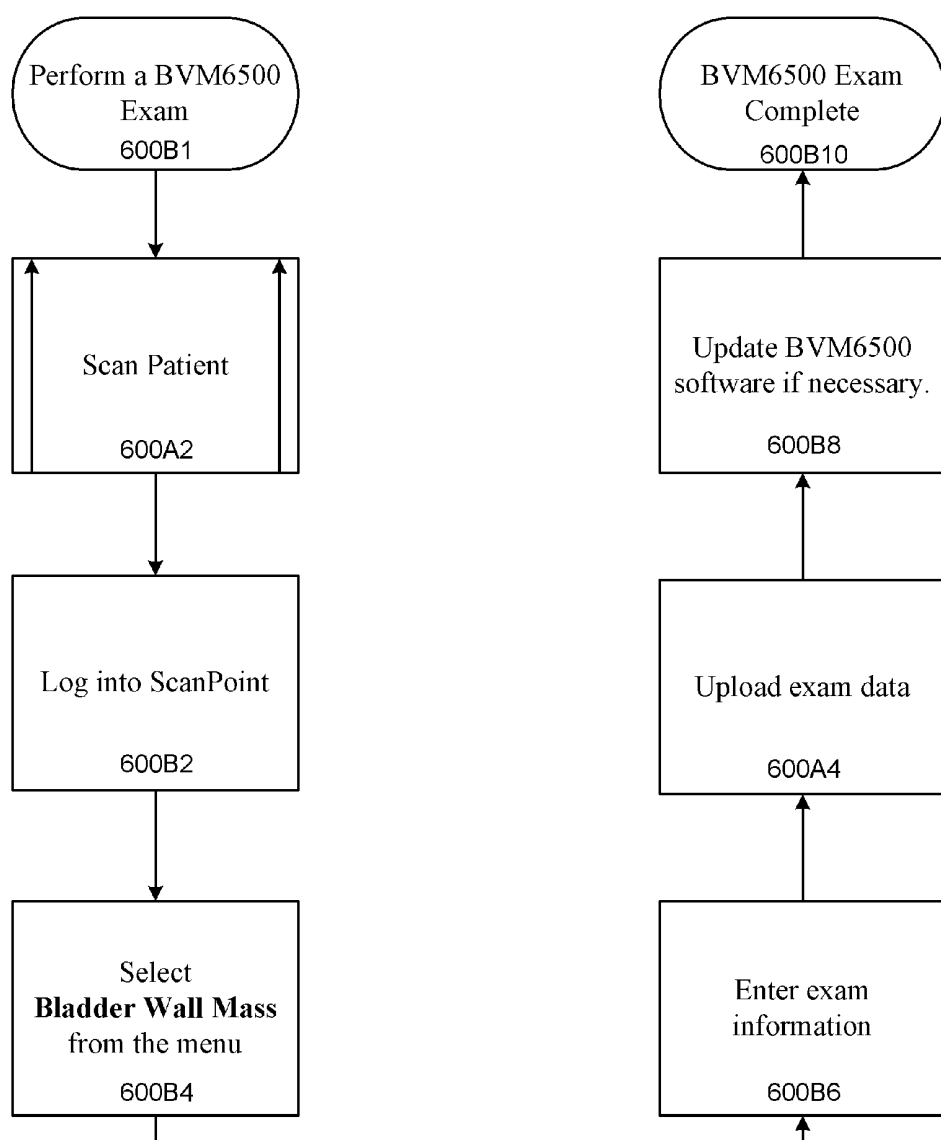 Perform a BVM6500
Exam
600B1
Scan Patient
600A2
Log into ScanPoint
600B2
Select
Bladder Wall Mass
from the menu
600B4
BVM6500 Exam
Complete
600B10
Update BVM6500
software if necessary.
600B8
Upload exam data
600A4
Enter exam
information
600B6